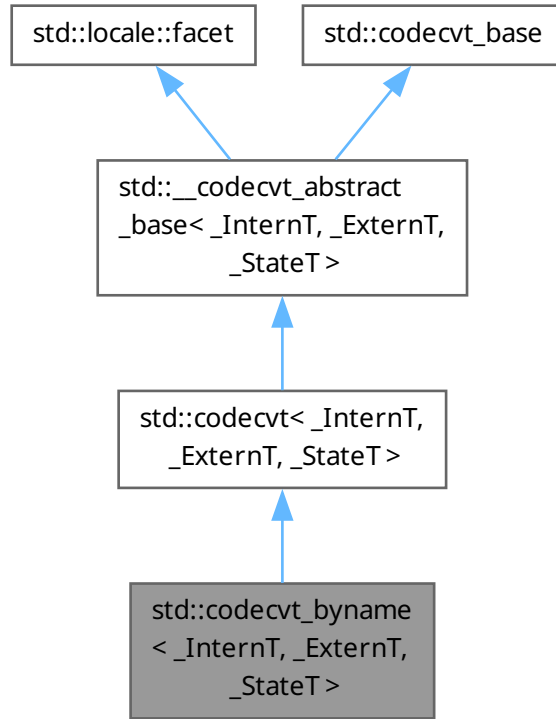 std::locale::facet
std::codecvt_base
std::__codecvt_abstract
_base< _InternT, _ExternT,
_StateT >
std::codecvt< _InternT,
_ExternT, _StateT >
std::codecvt_byname
< _InternT, _ExternT,
_StateT >